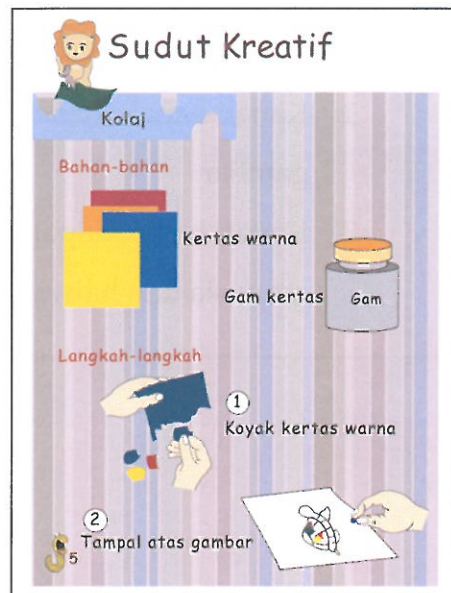 Sudut Kreatif
Kolaj
Bahan-bahan
Kertas warna
Gam kertas
Gam
Langkah-langkah
1
Koyak kertas warna
2
Tampal atas gambar
5